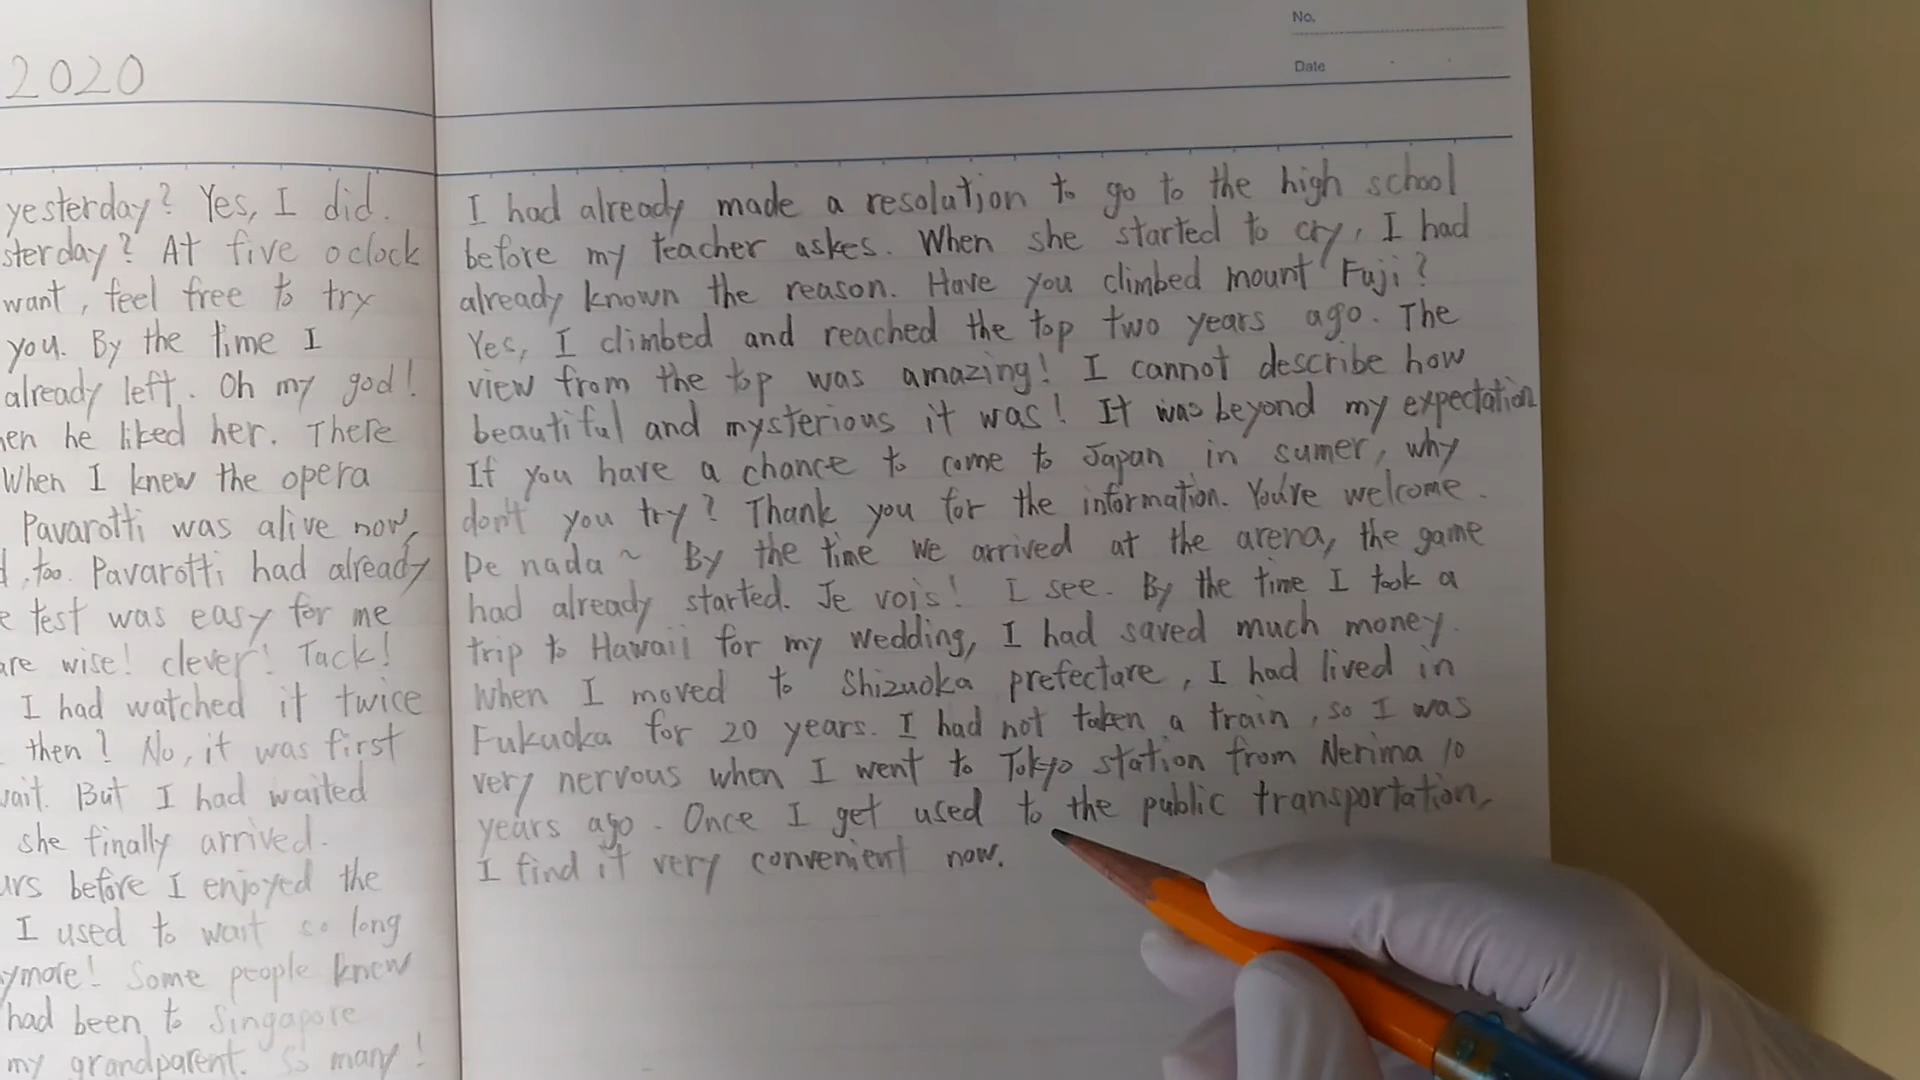 2020
yesterday? Yes, I did.
sterday? At five oclock
want, feel free to try
you. By the time I
already left. Oh my god!
en he liked her. There
When I knew the opera
Pavarotti was alive now,
, too. Pavarotti had already
e test was easy for me
are wise! clever! Tack!
I had watched it twice
then? No, it was first
wait. But I had waited
she finally arrived.
urs before I enjoyed the
I used to wait so long
ymore! Some people knew
had been to Singapore
my grandparent. So many!
No.
Date
I had already made a resolution to go to the high school
before my teacher askes. When she started to cry, I had
already known the reason. Have you climbed mount Fuji?
Yes, I climbed and reached the top two years ago. The
view from the top was amazing! I cannot describe how
beautiful and mysterious it was! It was beyond my expectation
If you have a chance to come to Japan in sumer, why
don't you try? Thank you for the information. You're welcome.
De nada ~ By the time we arrived at the arena, the game
had already started. Je vois! I see. By the time I took a
trip to Hawaii for my wedding, I had saved much money.
When I moved to Shizuoka prefecture, I had lived in
Fukuoka for 20 years. I had not taken a train, so I was
very nervous when I went to Tokyo station from Nerima 10
years ago. Once I get used to the public transportation,
I find it very convenient now.